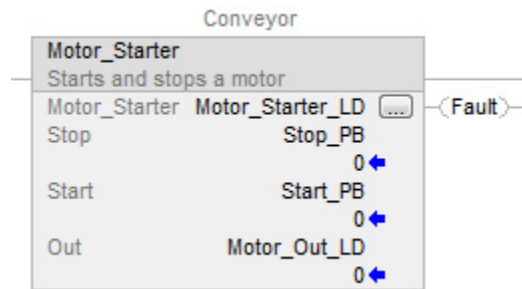 Conveyor
Motor_Starter
Starts and stops a motor
Motor_Starter Motor_Starter_LD ... Fault
Stop Stop_PB
0
Start Start_PB
0
Out Motor_Out_LD
0